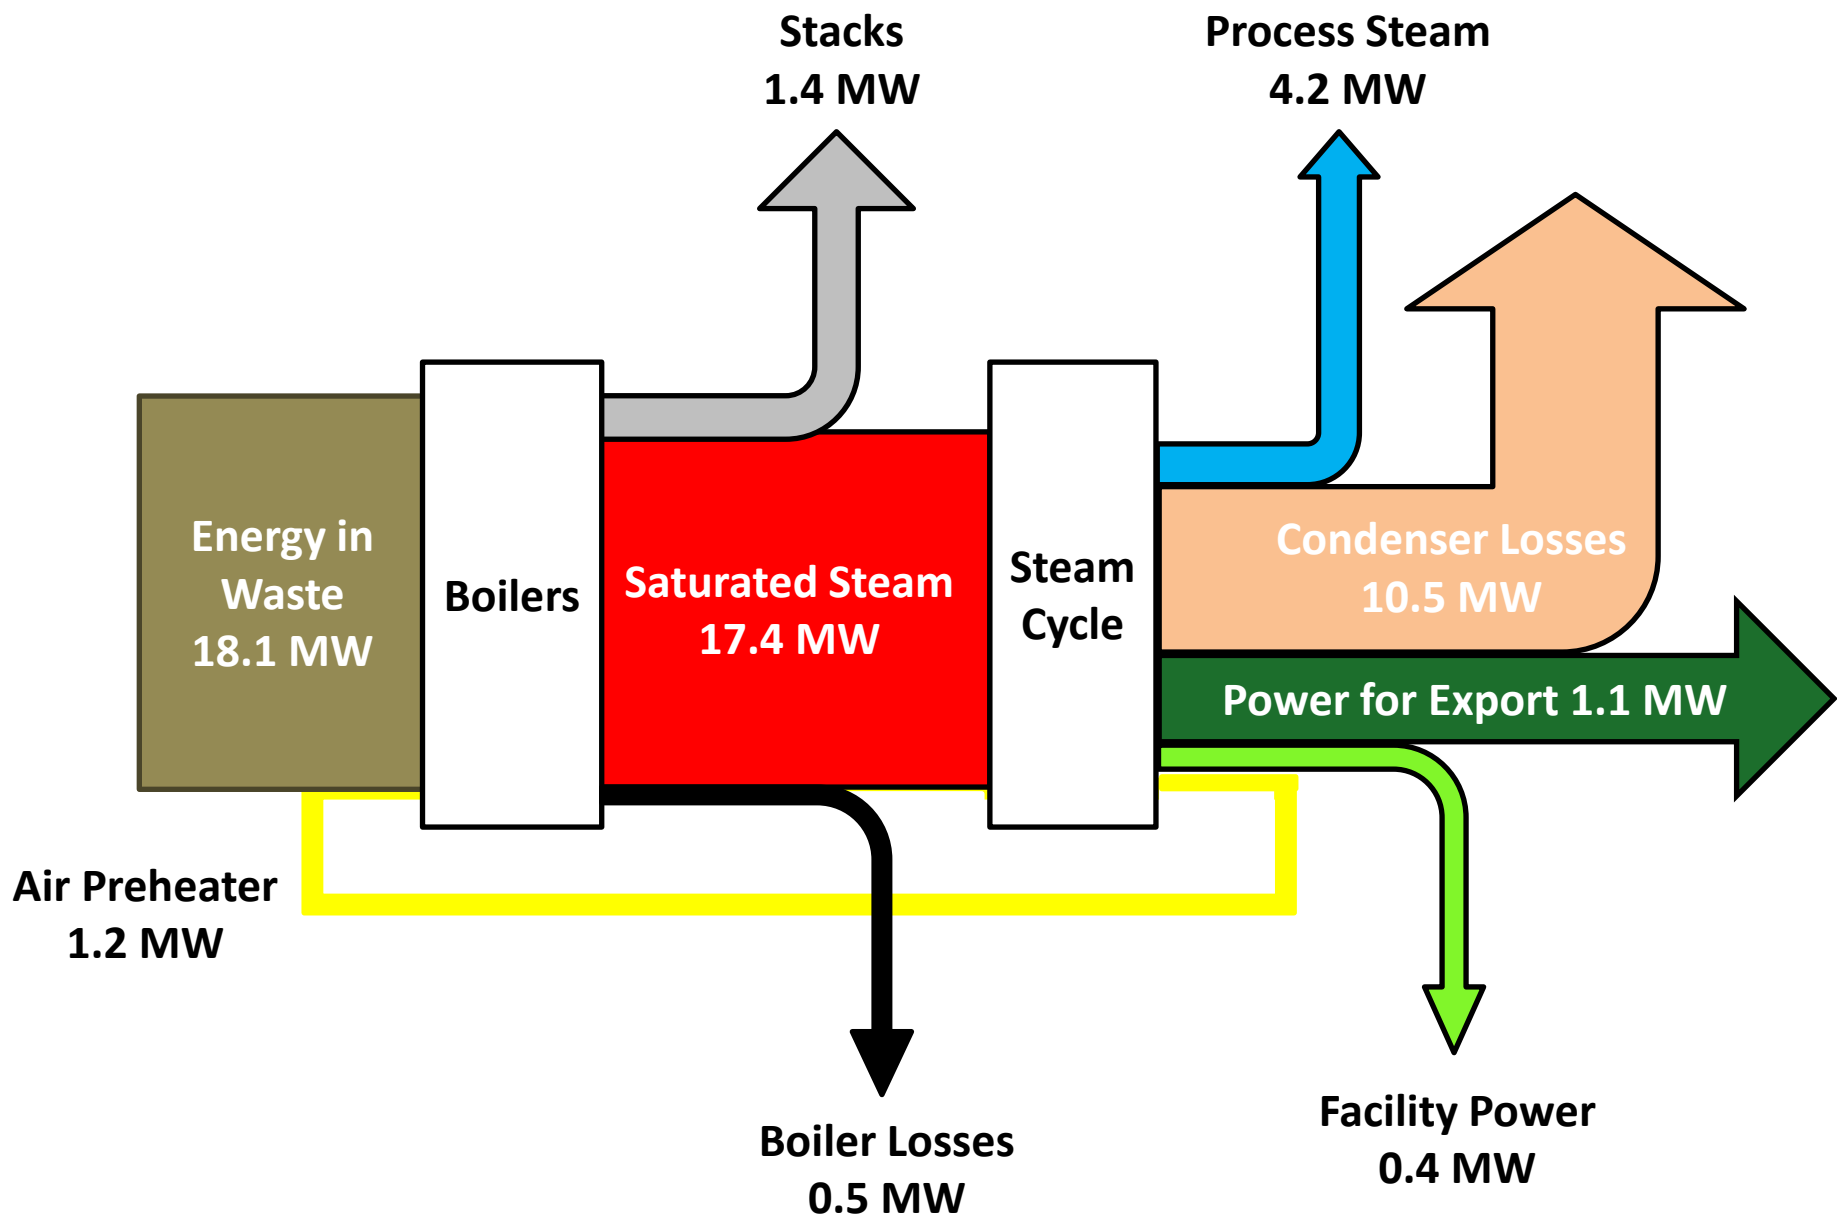 Stacks
1.4 MW
Process Steam
4.2 MW
Energy in
Waste
18.1 MW
Boilers
Saturated Steam
17.4 MW
Steam
Cycle
Condenser Losses
10.5 MW
Power for Export 1.1 MW
Air Preheater
1.2 MW
Boiler Losses
0.5 MW
Facility Power
0.4 MW